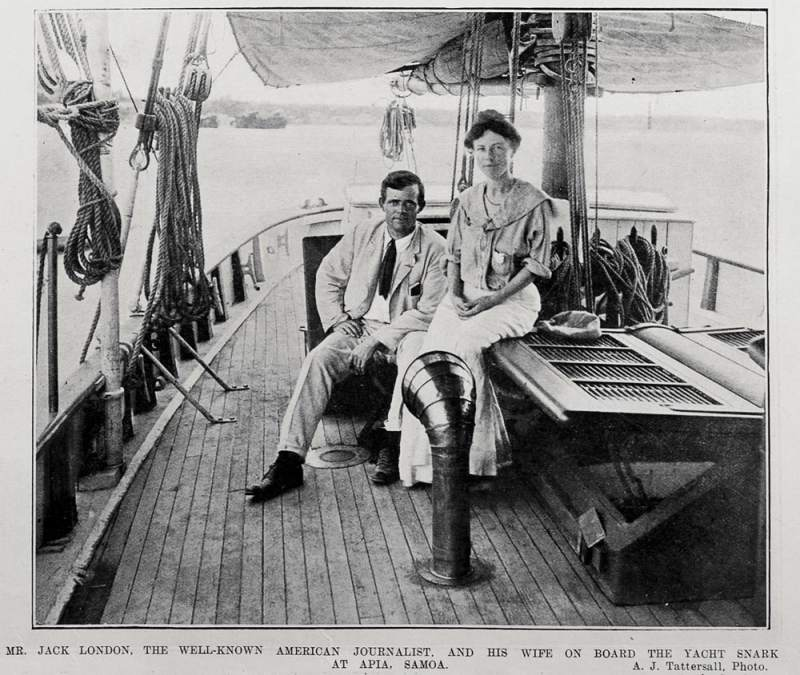 MR. JACK LONDON, THE WELL-KNOWN AMERICAN JOURNALIST, AND HIS WIFE ON BOARD THE YACHT SNARK
AT APIA, SAMOA. A. J. Tattersall, Photo.